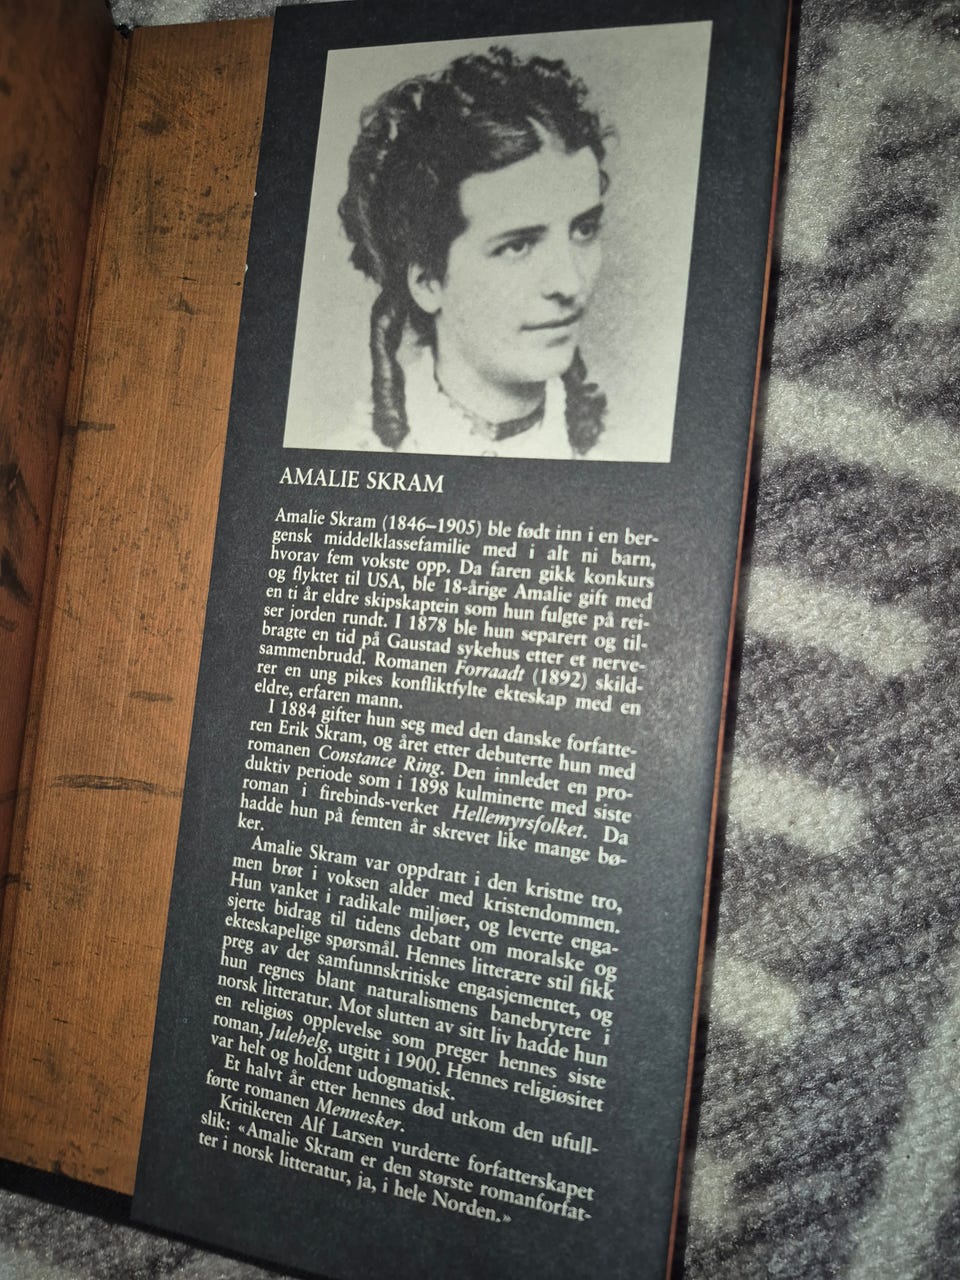 AMALIE SKRAM
Amalie Skram (1846–1905) ble født inn i en ber-
gensk middelklassefamilie med i alt ni barn,
hvorav fem vokste opp. Da faren gikk konkurs
og flyktet til USA, ble 18-årige Amalie gift med
en ti år eldre skipskaptein som hun fulgte på rei-
ser jorden rundt. I 1878 ble hun separert og til-
bragte en tid på Gaustad sykehus etter et nerve-
sammenbrudd. Romanen Forraadt (1892) skild-
rer en ung pikes konfliktfylte ekteskap med en
eldre, erfaren mann.
I 1884 gifter hun seg med den danske forfatte-
ren Erik Skram, og året etter debuterte hun med
romanen Constance Ring. Den innledet en pro-
duktiv periode som i 1898 kulminerte med siste
roman i firebinds-verket Hellemyrsfolket. Da
hadde hun på femten år skrevet like mange bø-
ker.
Amalie Skram var oppdratt i den kristne tro,
men brøt i voksen alder med kristendommen.
Hun vanket i radikale miljøer, og leverte enga-
sjerte bidrag til tidens debatt om moralske og
ekteskapelige spørsmål. Hennes litterære stil fikk
preg av det samfunnskritiske engasjementet, og
hun regnes blant naturalismens banebrytere i
norsk litteratur. Mot slutten av sitt liv hadde hun
en religiøs opplevelse som preger hennes siste
roman, Julehelg, utgitt i 1900. Hennes religiøsitet
var helt og holdent udogmatisk.
Et halvt år etter hennes død utkom den ufull-
førte romanen Mennesker.
Kritikeren Alf Larsen vurderte forfatterskapet
slik: «Amalie Skram er den største romanforfat-
ter i norsk litteratur, ja, i hele Norden.»